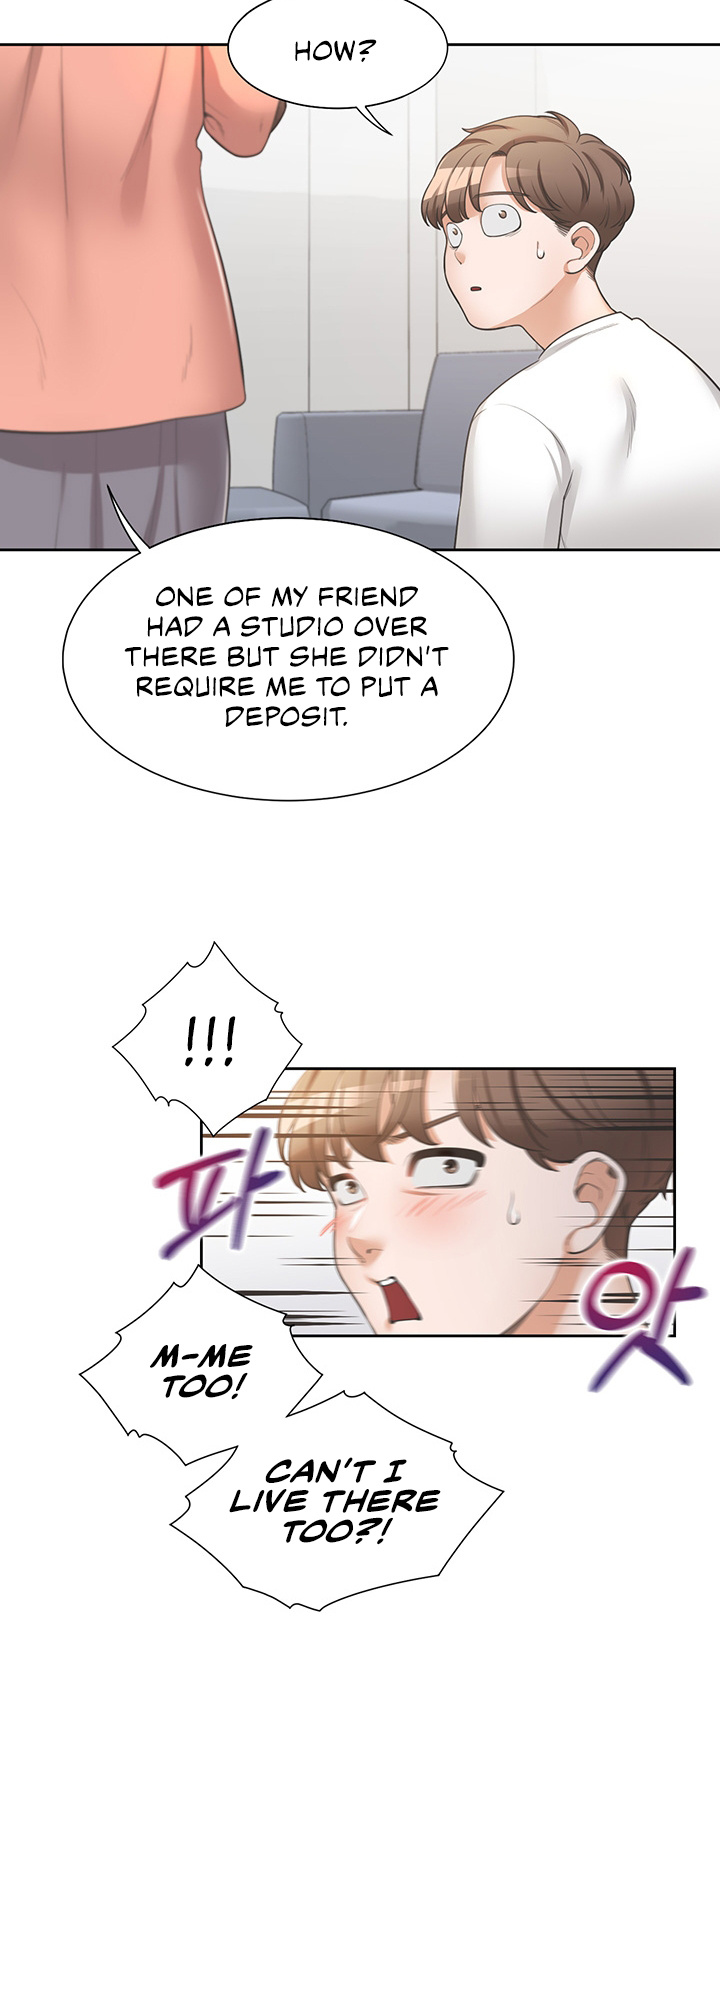 HOW?
ONE OF MY FRIEND
HAD A STUDIO OVER
THERE BUT SHE DIDN'T
REQUIRE ME TO PUT A
DEPOSIT.
!!!
파
앗
M-ME
TOO!
CAN'T I
LIVE THERE
TOO?!